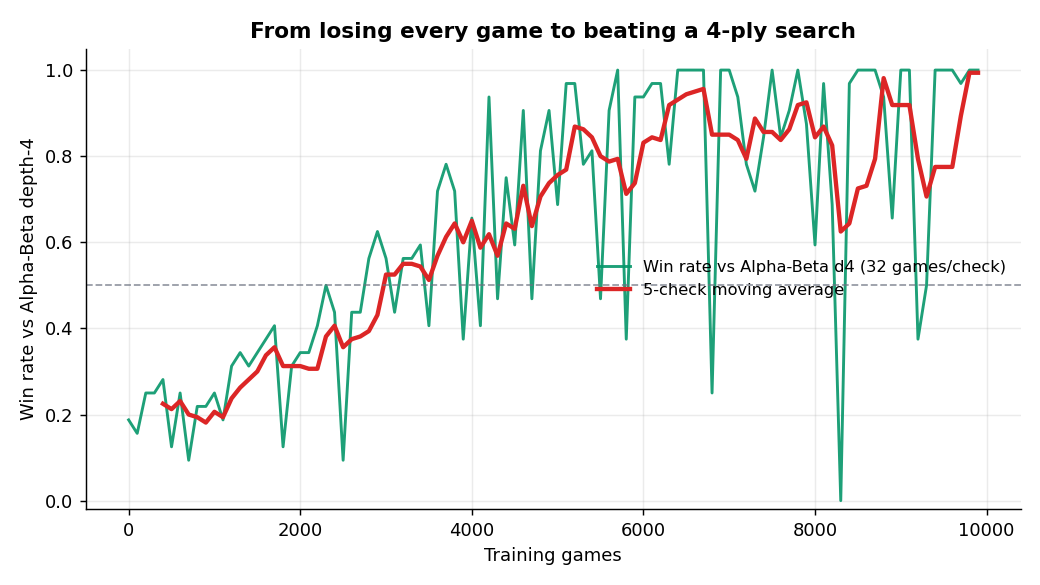 From losing every game to beating a 4-ply search
Win rate vs Alpha-Beta depth-4
1.0
0.8
0.6
0.4
0.2
0.0
Win rate vs Alpha-Beta d4 (32 games/check)
5-check moving average
0
2000
4000
6000
8000
10000
Training games